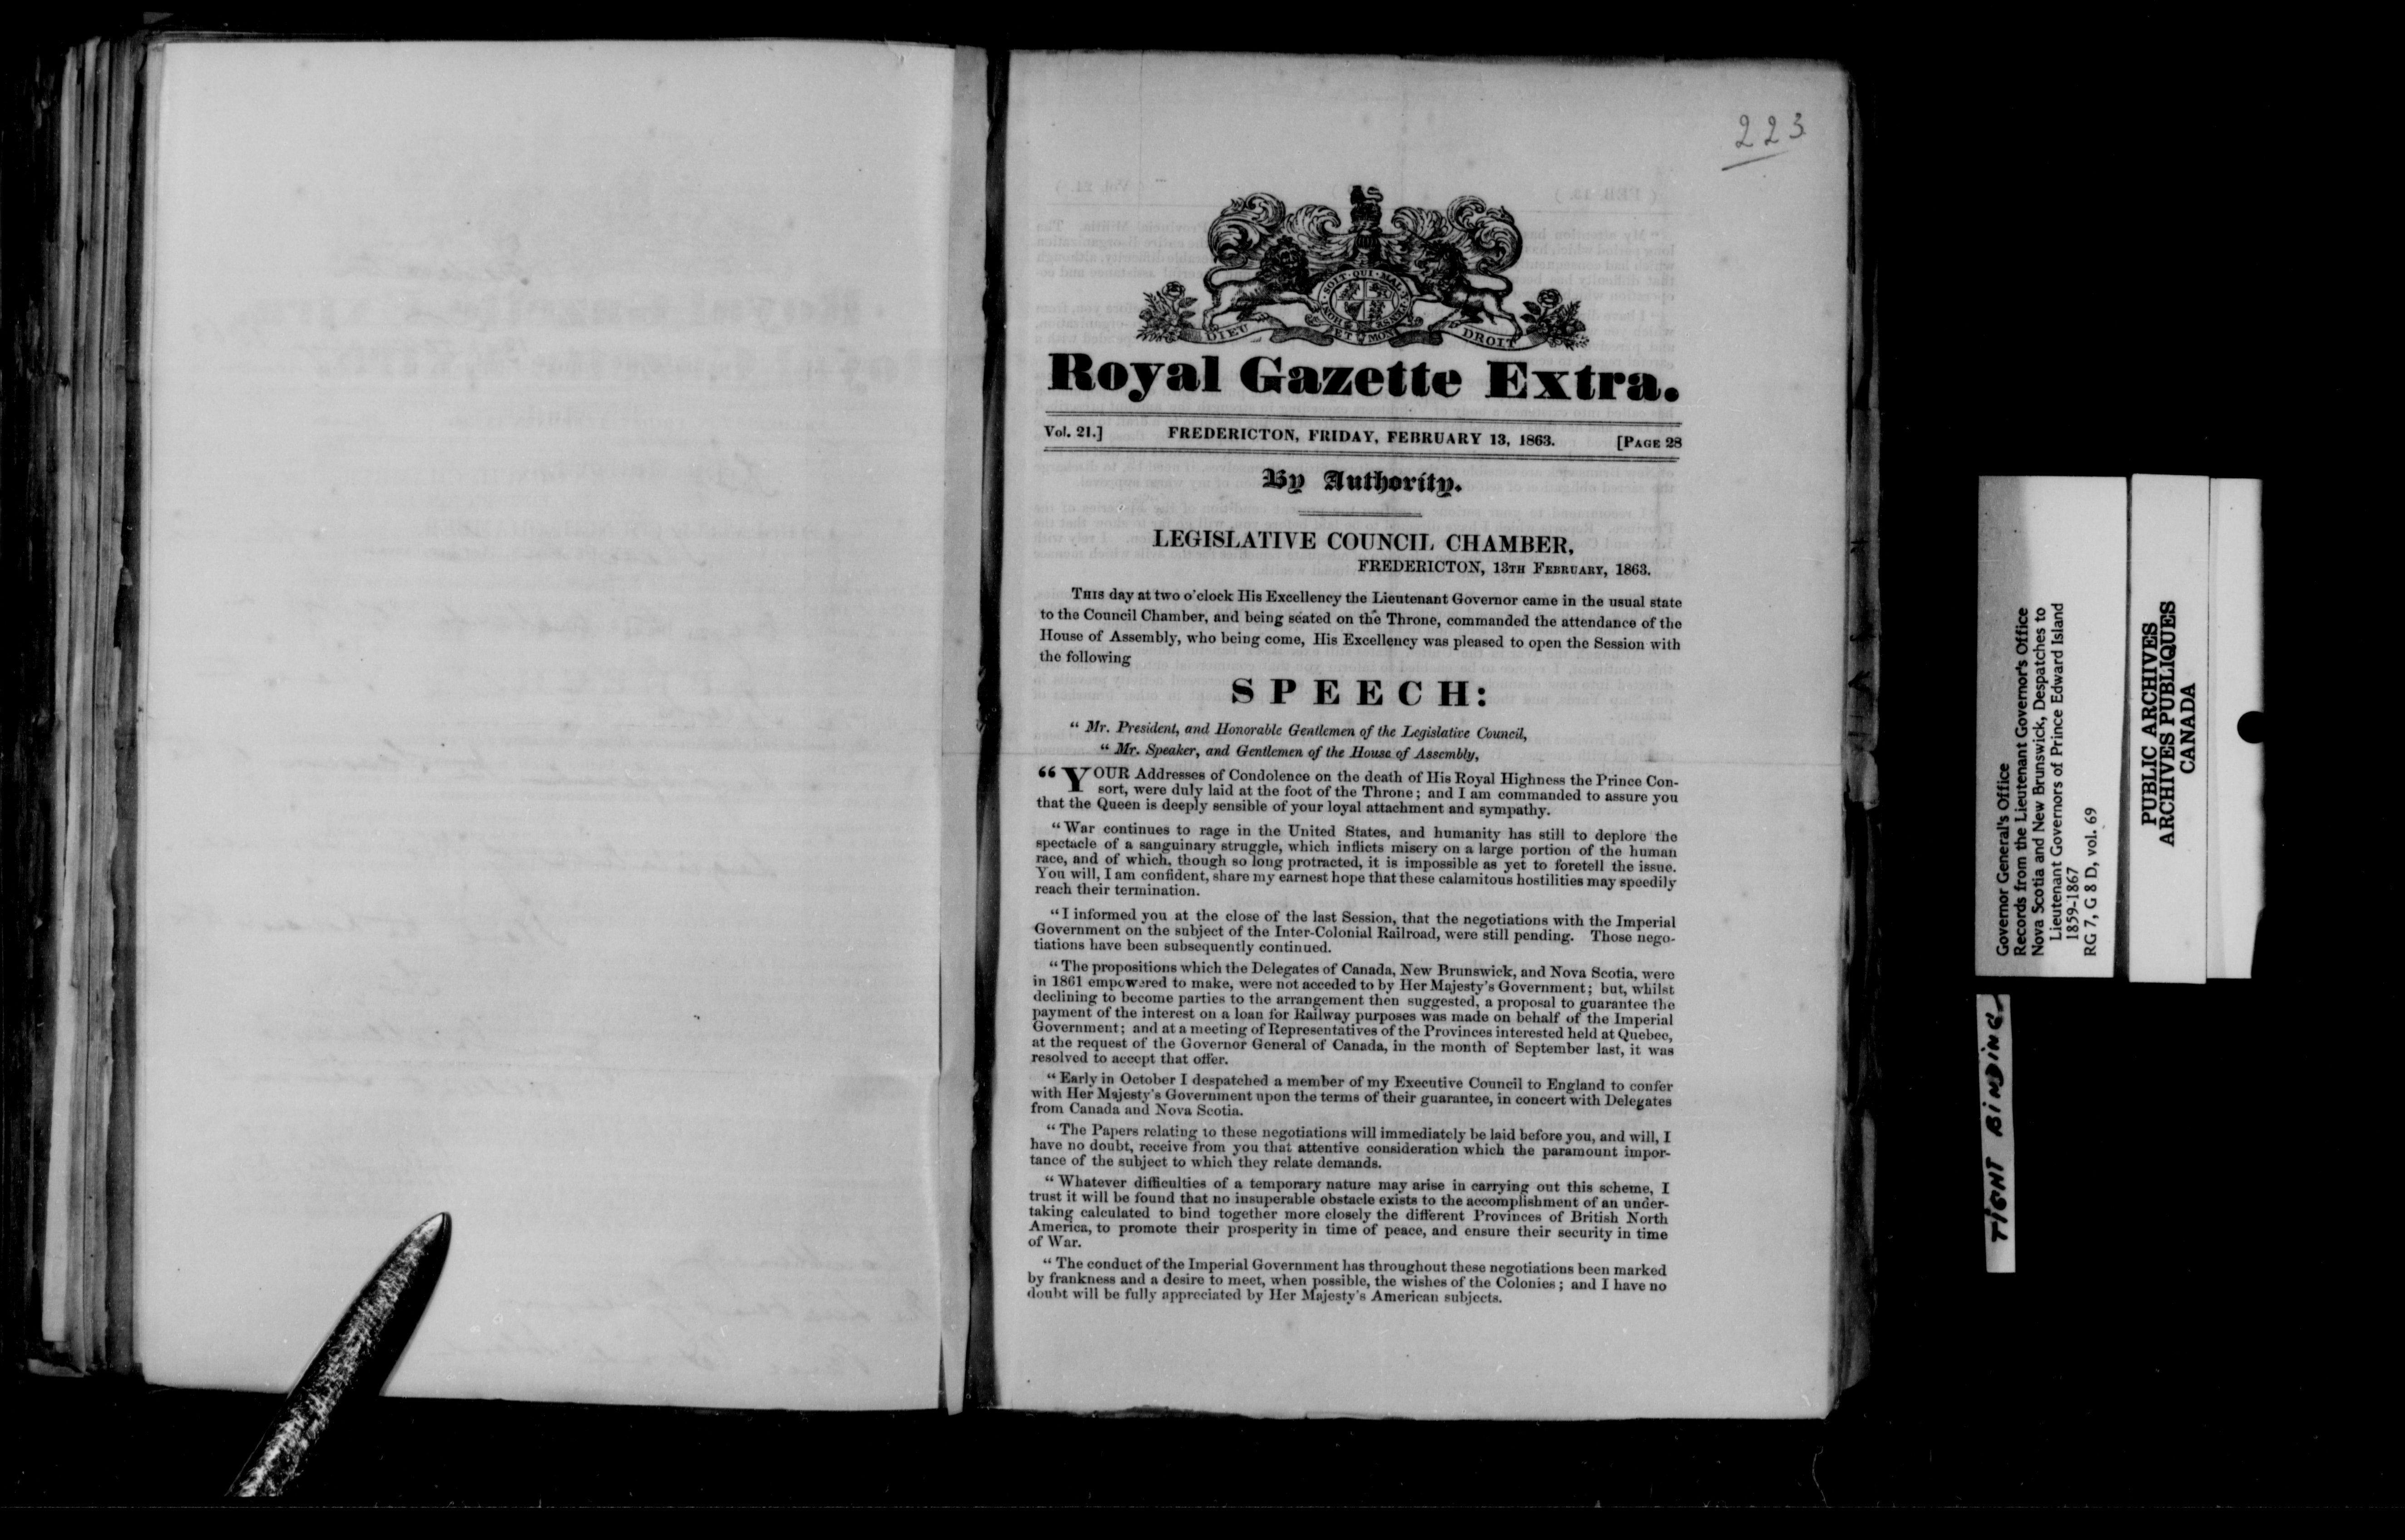 223
HONI SOIT QUI MAL Y PENSE
DIEU ET MON DROIT
Royal Gazette Extra.
Vol. 21.] FREDERICTON, FRIDAY, FEBRUARY 13, 1863. [PAGE 28
By Authority.
LEGISLATIVE COUNCIL CHAMBER,
FREDERICTON, 13TH FEBRUARY, 1863.
THIS day at two o'clock His Excellency the Lieutenant Governor came in the usual state
to the Council Chamber, and being seated on the Throne, commanded the attendance of the
House of Assembly, who being come, His Excellency was pleased to open the Session with
the following
SPEECH:
" Mr. President, and Honorable Gentlemen of the Legislative Council,
" Mr. Speaker, and Gentlemen of the House of Assembly,
" YOUR Addresses of Condolence on the death of His Royal Highness the Prince Con-
sort, were duly laid at the foot of the Throne; and I am commanded to assure you
that the Queen is deeply sensible of your loyal attachment and sympathy.
" War continues to rage in the United States, and humanity has still to deplore the
spectacle of a sanguinary struggle, which inflicts misery on a large portion of the human
race, and of which, though so long protracted, it is impossible as yet to foretell the issue.
You will, I am confident, share my earnest hope that these calamitous hostilities may speedily
reach their termination.
" I informed you at the close of the last Session, that the negotiations with the Imperial
Government on the subject of the Inter-Colonial Railroad, were still pending. Those nego-
tiations have been subsequently continued.
" The propositions which the Delegates of Canada, New Brunswick, and Nova Scotia, were
in 1861 empowered to make, were not acceded to by Her Majesty's Government; but, whilst
declining to become parties to the arrangement then suggested, a proposal to guarantee the
payment of the interest on a loan for Railway purposes was made on behalf of the Imperial
Government; and at a meeting of Representatives of the Provinces interested held at Quebec,
at the request of the Governor General of Canada, in the month of September last, it was
resolved to accept that offer.
" Early in October I despatched a member of my Executive Council to England to confer
with Her Majesty's Government upon the terms of their guarantee, in concert with Delegates
from Canada and Nova Scotia.
" The Papers relating to these negotiations will immediately be laid before you, and will, I
have no doubt, receive from you that attentive consideration which the paramount impor-
tance of the subject to which they relate demands.
" Whatever difficulties of a temporary nature may arise in carrying out this scheme, I
trust it will be found that no insuperable obstacle exists to the accomplishment of an under-
taking calculated to bind together more closely the different Provinces of British North
America, to promote their prosperity in time of peace, and ensure their security in time
of War.
" The conduct of the Imperial Government has throughout these negotiations been marked
by frankness and a desire to meet, when possible, the wishes of the Colonies; and I have no
doubt will be fully appreciated by Her Majesty's American subjects.
Governor General's Office
Records from the Lieutenant Governor's Office
Nova Scotia and New Brunswick, Despatches to
Lieutenant Governors of Prince Edward Island
1859-1867
RG 7, G 8 D, vol. 69
PUBLIC ARCHIVES
ARCHIVES PUBLIQUES
CANADA
TIGHT BINDING